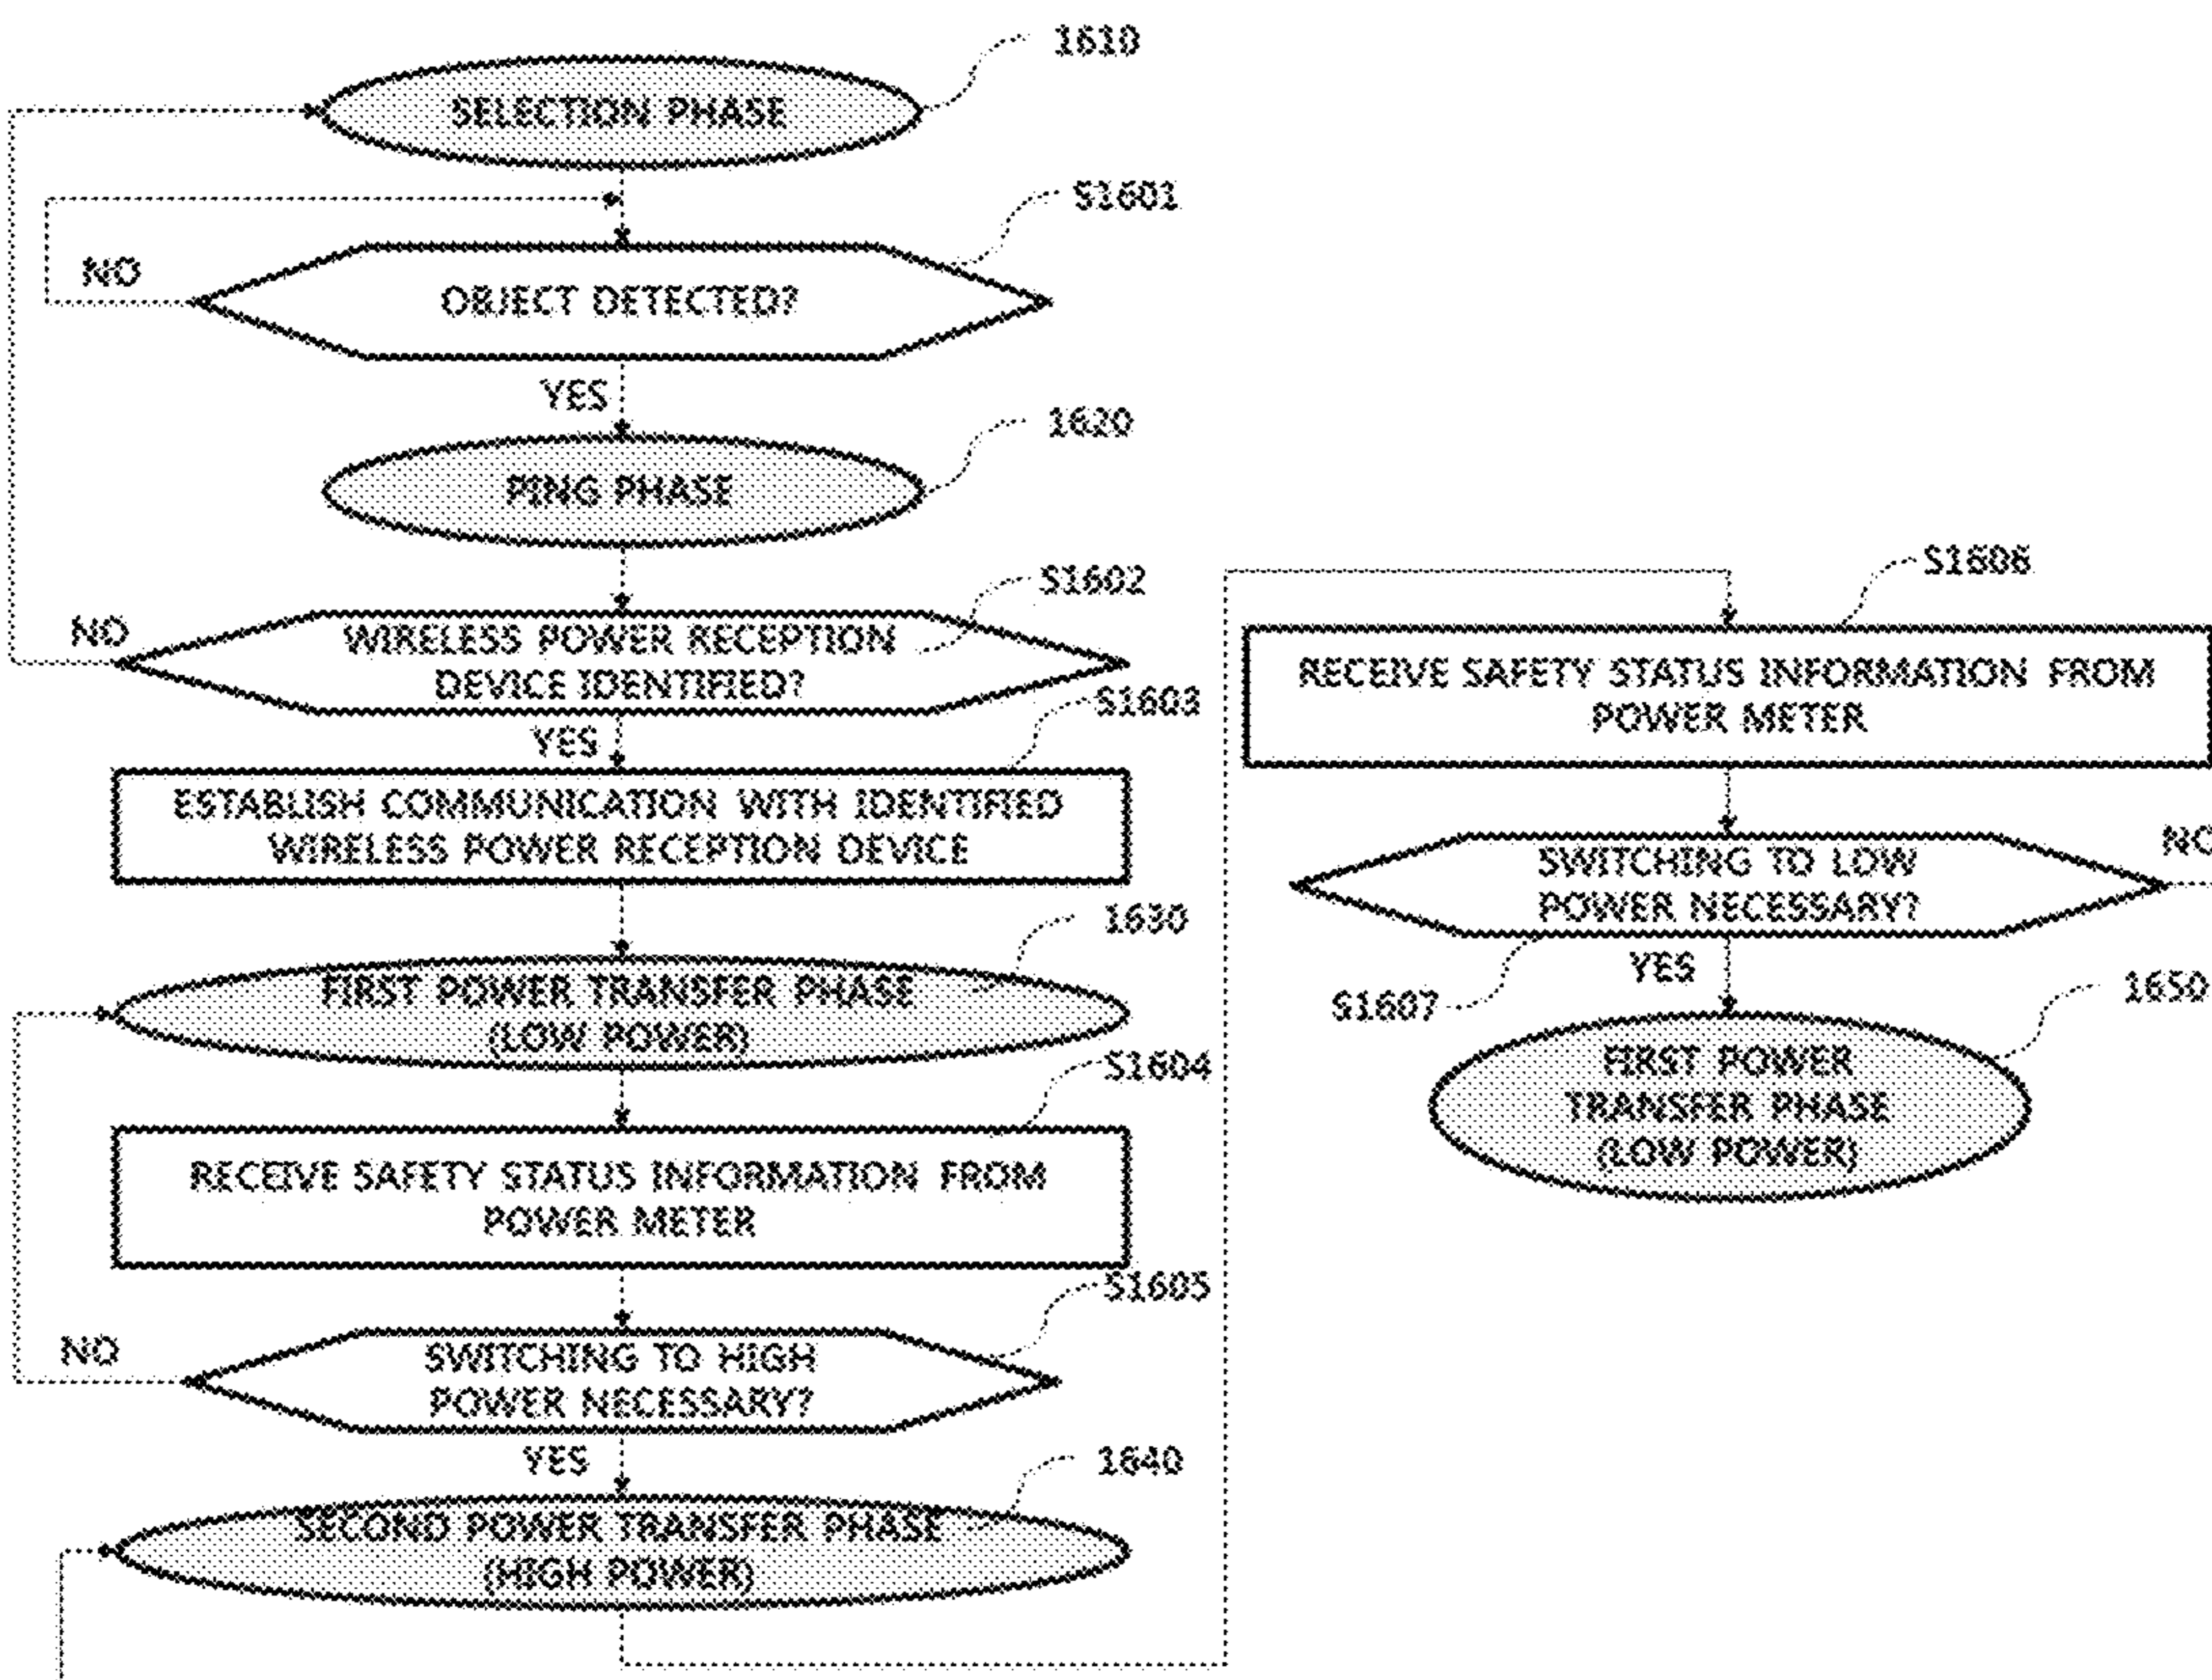 1610
SELECTION PHASE
S1601
NO
OBJECT DETECTED?
YES
1620
PING PHASE
S1602
NO
WIRELESS POWER RECEPTION
DEVICE IDENTIFIED?
S1603
YES
ESTABLISH COMMUNICATION WITH IDENTIFIED
WIRELESS POWER RECEPTION DEVICE
1630
FIRST POWER TRANSFER PHASE
(LOW POWER)
S1604
RECEIVE SAFETY STATUS INFORMATION FROM
POWER METER
S1605
NO
SWITCHING TO HIGH
POWER NECESSARY?
YES
1640
SECOND POWER TRANSFER PHASE
(HIGH POWER)
S1606
RECEIVE SAFETY STATUS INFORMATION FROM
POWER METER
NO
SWITCHING TO LOW
POWER NECESSARY?
YES
S1607
1650
FIRST POWER
TRANSFER PHASE
(LOW POWER)